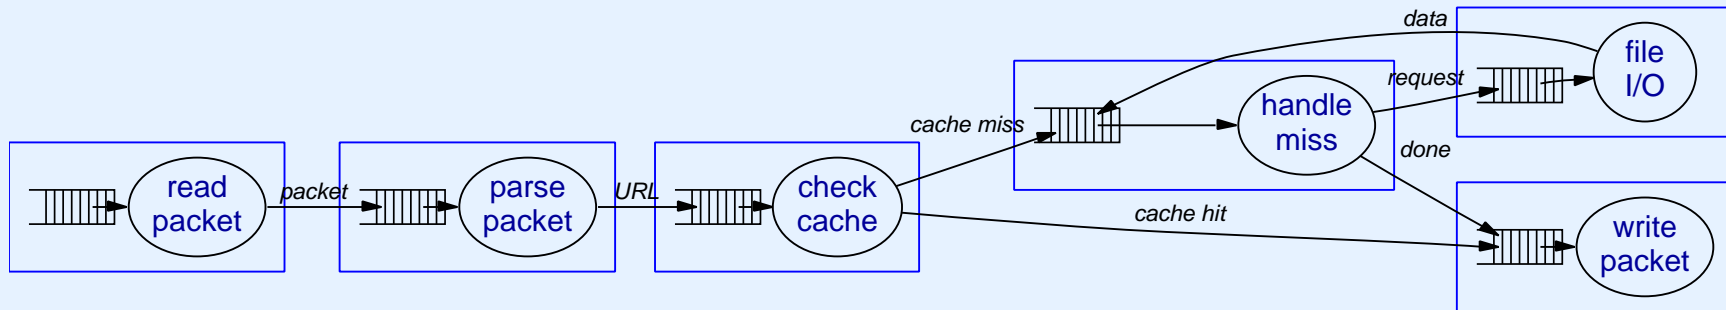 data
file
I/O
request
handle
miss
cache miss
done
read
packet
packet
parse
packet
URL
check
cache
cache hit
write
packet